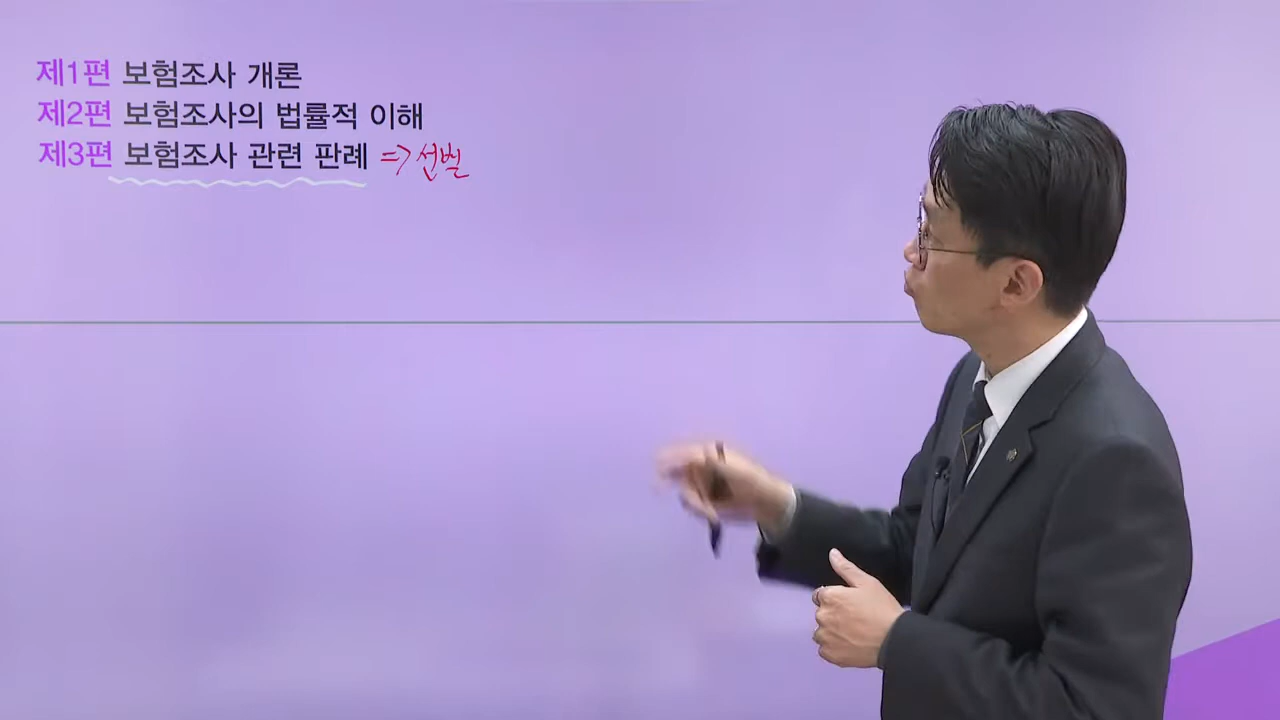 제1편 보험조사 개론
제2편 보험조사의 법률적 이해
제3편 보험조사 관련 판례 => 선별